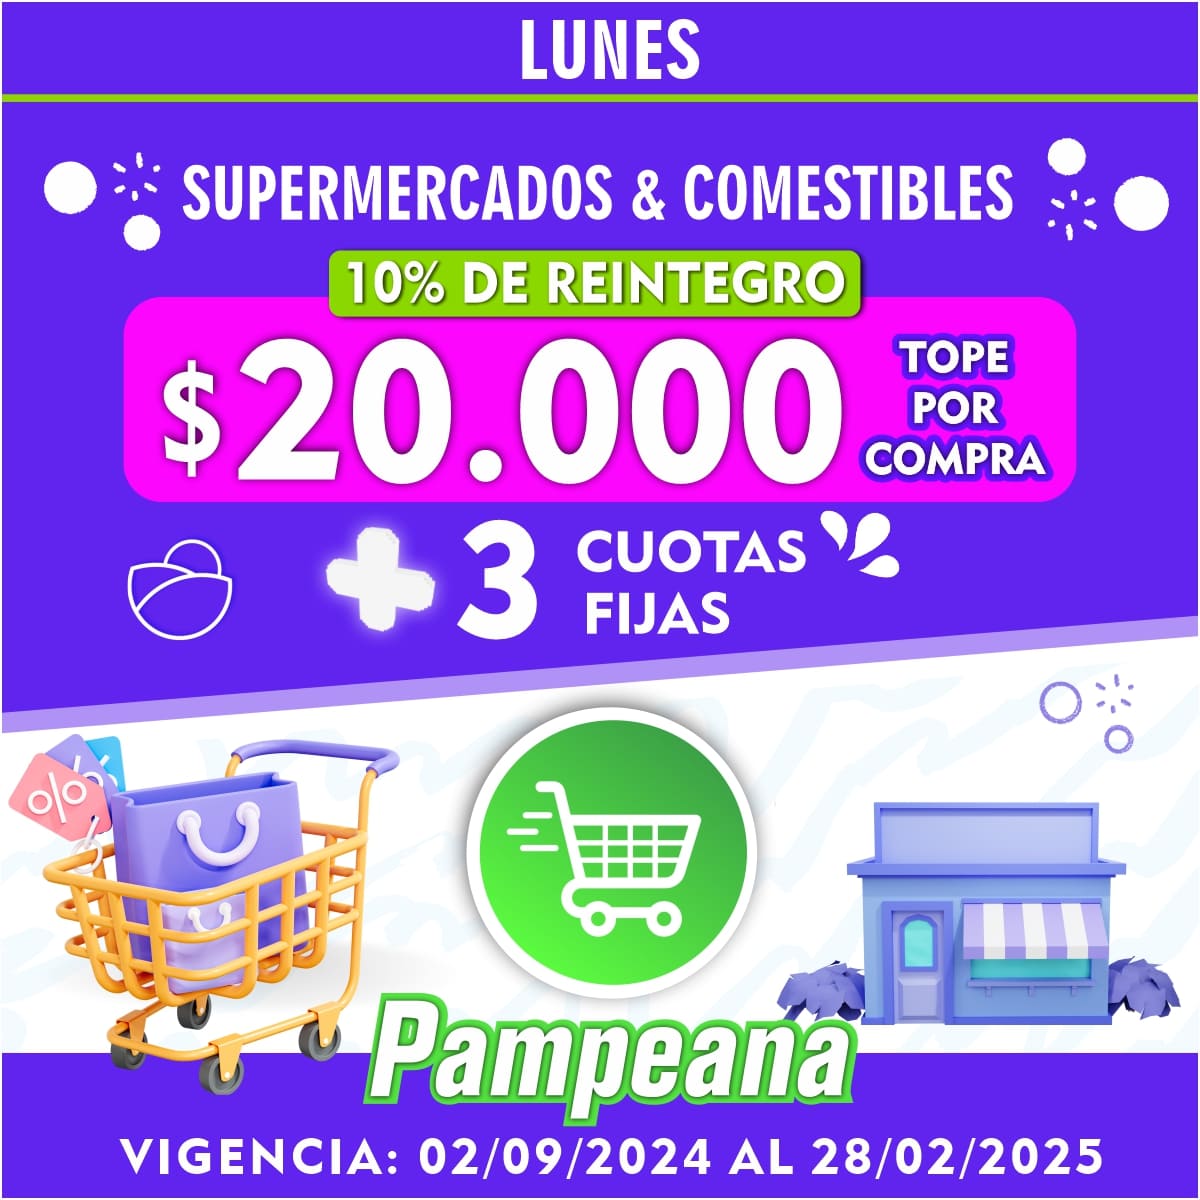 LUNES
SUPERMERCADOS & COMESTIBLES
10% DE REINTEGRO
$20.000
TOPE
POR
COMPRA
+3
CUOTAS
FIJAS
%
%
Pampeana
VIGENCIA: 02/09/2024 AL 28/02/2025